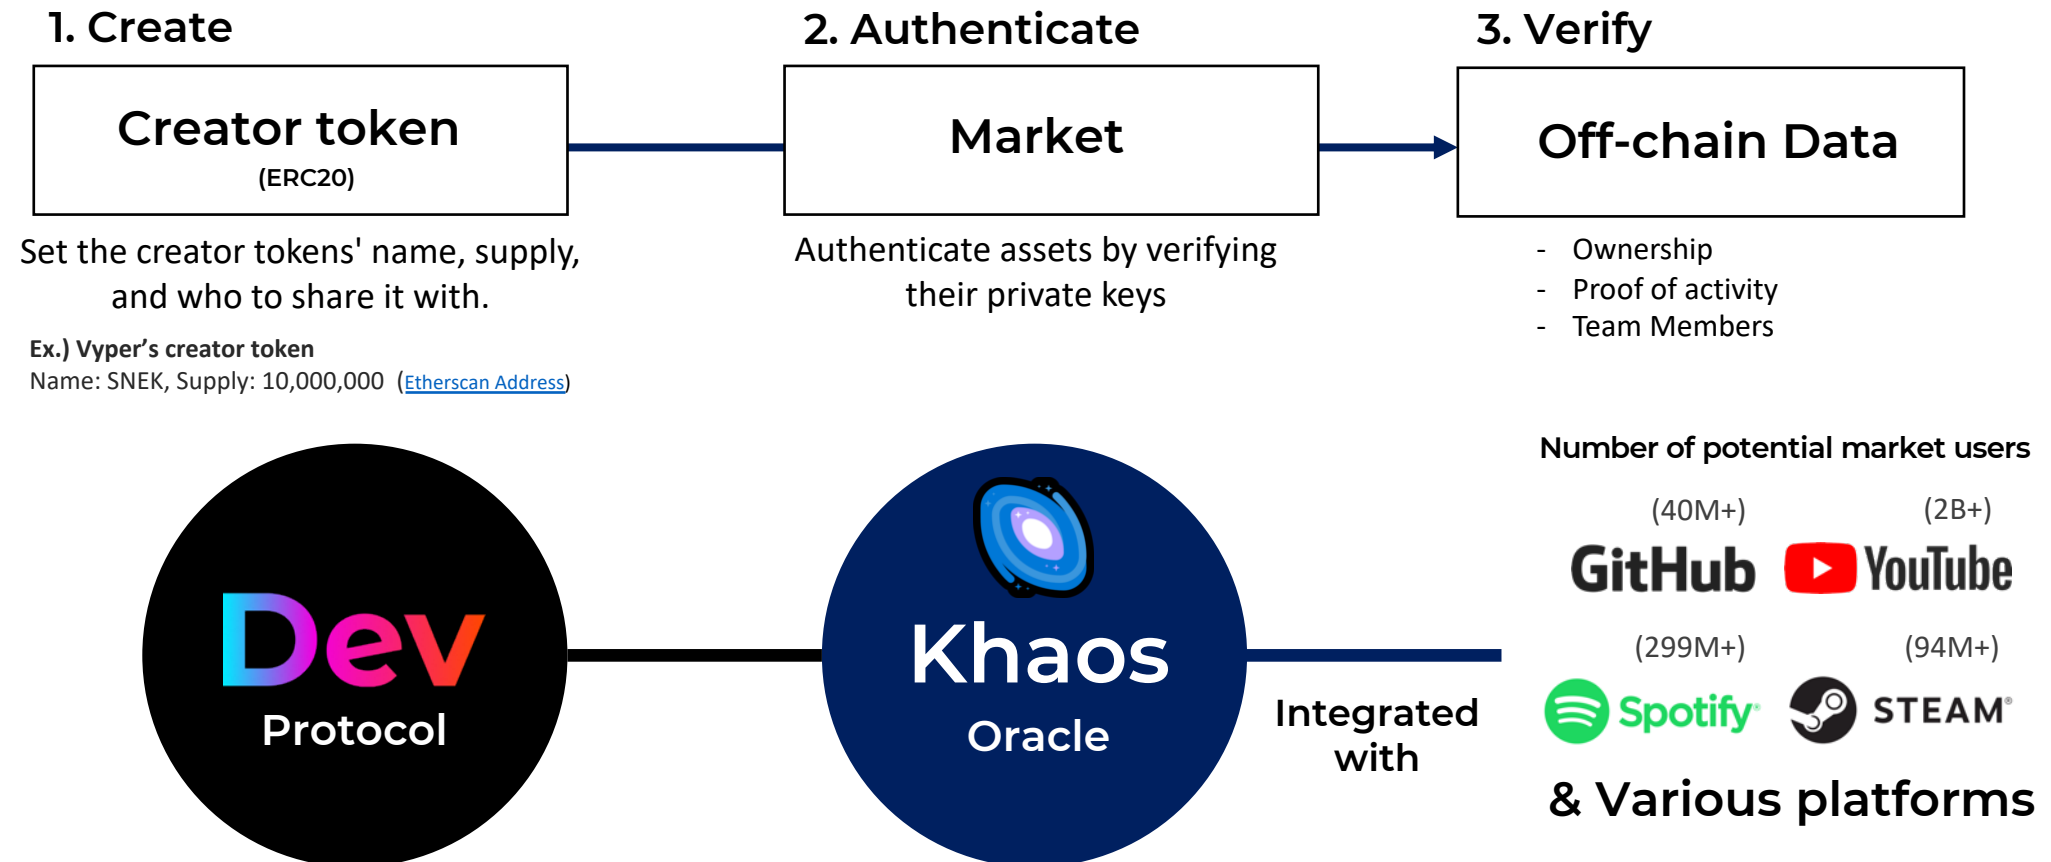 1. Create
Creator token
(ERC20)
Set the creator tokens' name, supply,
and who to share it with.
Ex.) Vyper’s creator token
Name: SNEK, Supply: 10,000,000 (Etherscan Address)
2. Authenticate
Market
Authenticate assets by verifying
their private keys
3. Verify
Off-chain Data
- Ownership
- Proof of activity
- Team Members
Dev
Protocol
Khaos
Oracle
Integrated
with
Number of potential market users
(40M+) (2B+)
GitHub YouTube
(299M+) (94M+)
Spotify® STEAM®
& Various platforms